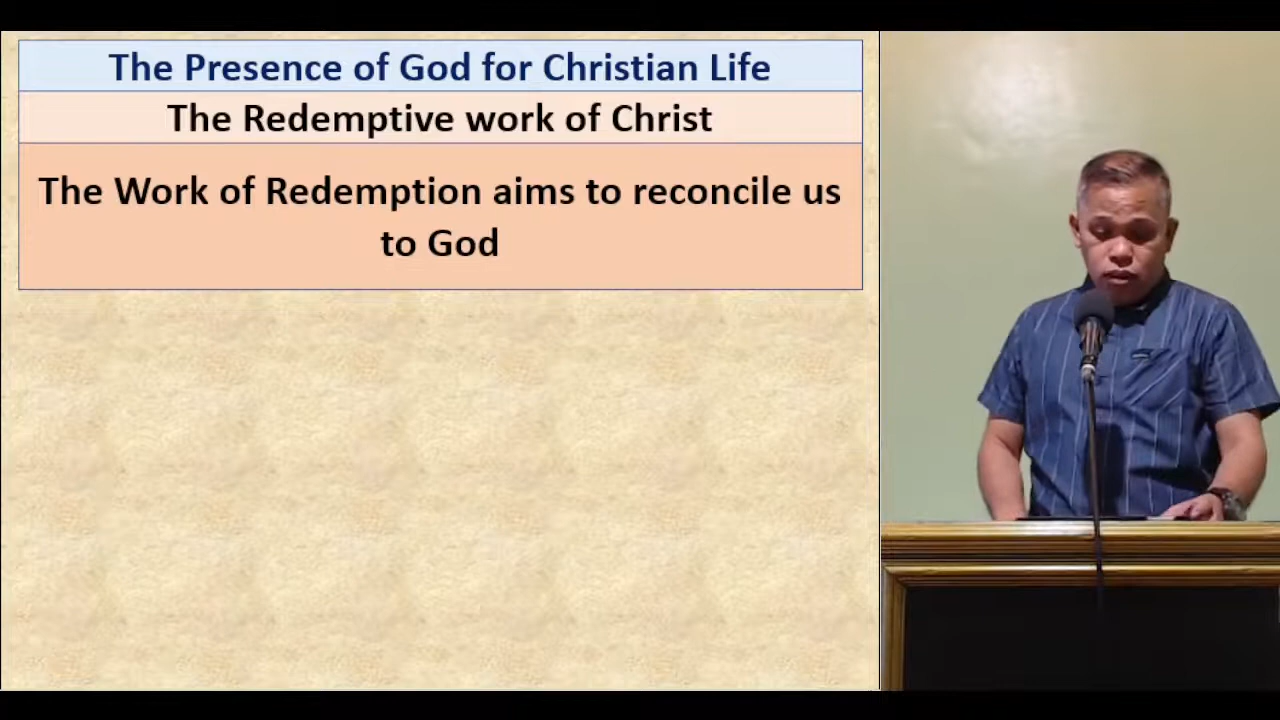 The Presence of God for Christian Life
The Redemptive work of Christ
The Work of Redemption aims to reconcile us
to God